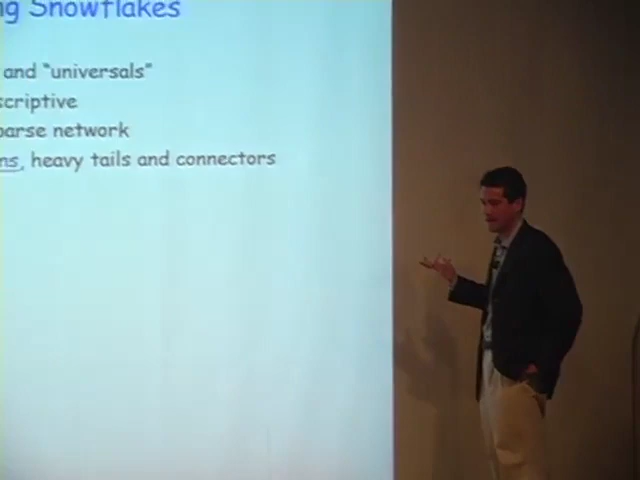 g Snowflakes
and "universals"
scriptive
parse network
ns, heavy tails and connectors